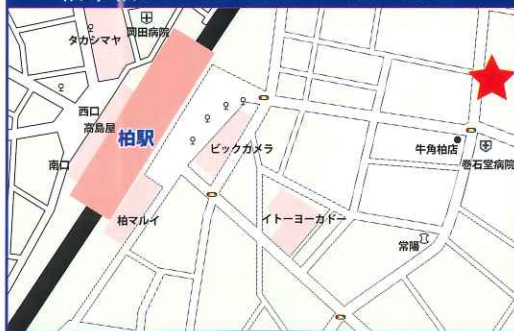 タカシマヤ
岡田病院
西口
高島屋
柏駅
南口
ビックカメラ
牛角柏店
巻石堂病院
柏マルイ
イトーヨーカドー
常陽